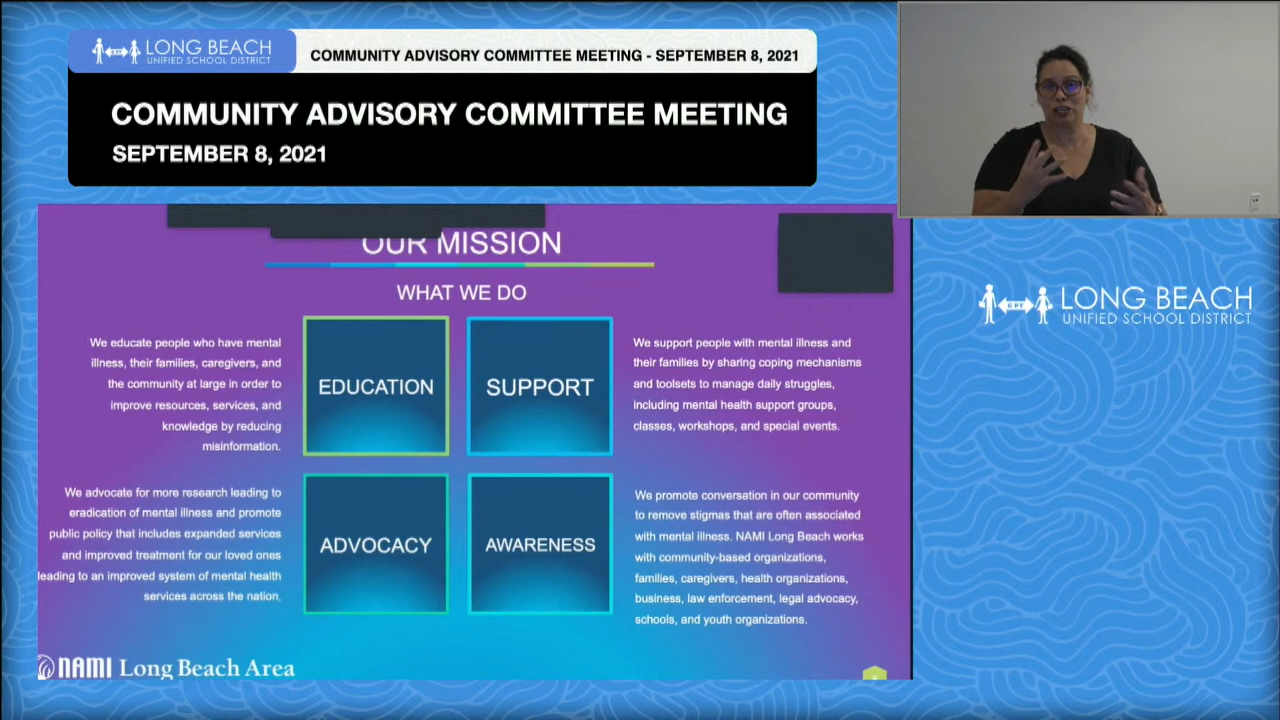 LONG BEACH
UNIFIED SCHOOL DISTRICT
COMMUNITY ADVISORY COMMITTEE MEETING - SEPTEMBER 8, 2021
COMMUNITY ADVISORY COMMITTEE MEETING
SEPTEMBER 8, 2021
OUR MISSION
WHAT WE DO
We educate people who have mental
illness, their families, caregivers, and
the community at large in order to
improve resources, services, and
knowledge by reducing
misinformation.
EDUCATION
SUPPORT
We support people with mental illness and
their families by sharing coping mechanisms
and toolsets to manage daily struggles,
including mental health support groups,
classes, workshops, and special events.
We advocate for more research leading to
eradication of mental illness and promote
public policy that includes expanded services
and improved treatment for our loved ones
leading to an improved system of mental health
services across the nation.
ADVOCACY
AWARENESS
We promote conversation in our community
to remove stigmas that are often associated
with mental illness. NAMI Long Beach works
with community-based organizations,
families, caregivers, health organizations,
business, law enforcement, legal advocacy,
schools, and youth organizations.
NAMI Long Beach Area
LONG BEACH
UNIFIED SCHOOL DISTRICT